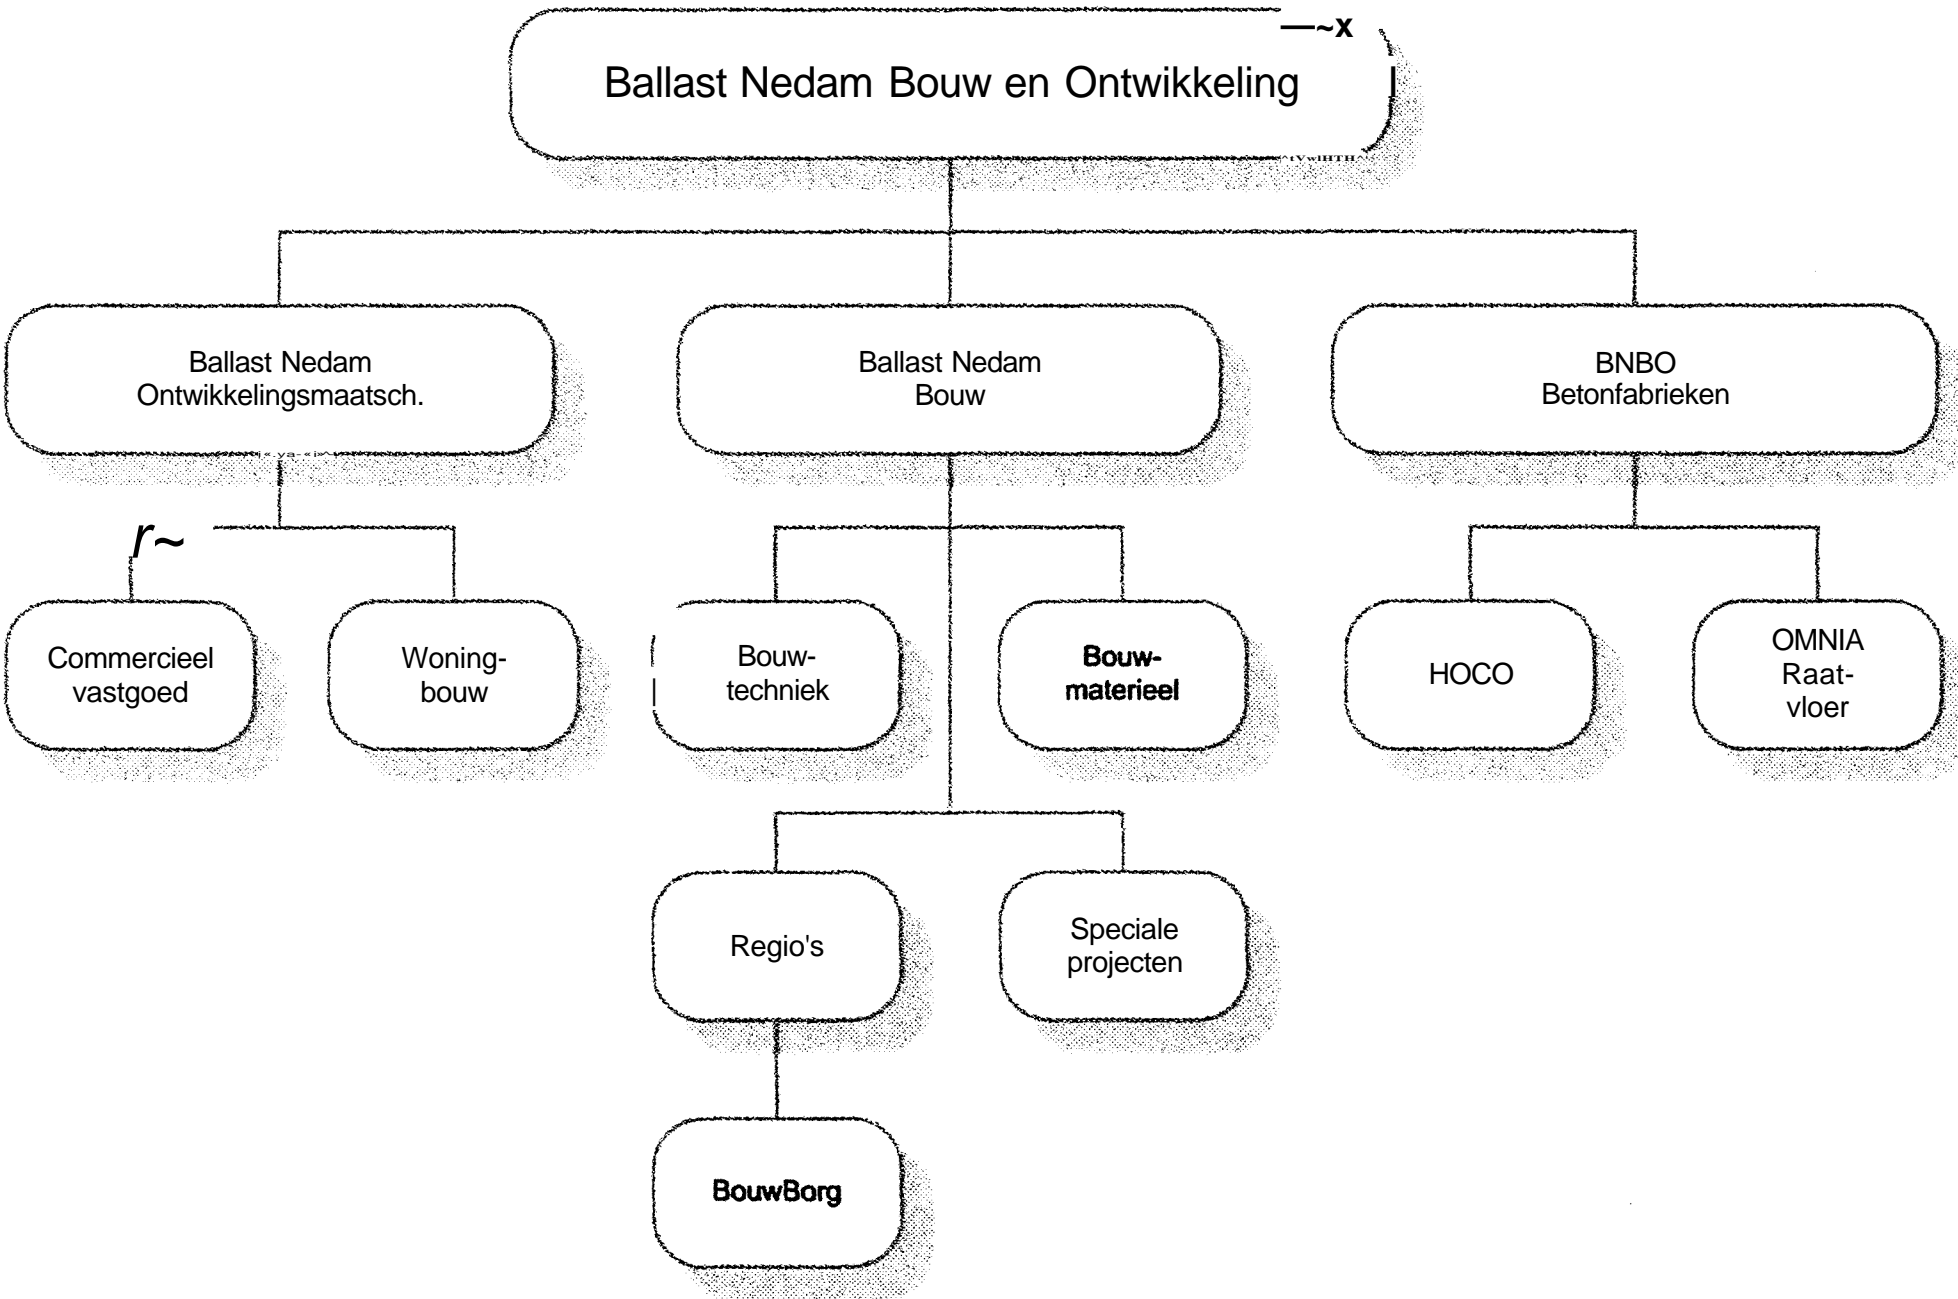 Ballast Nedam Bouw en Ontwikkeling
Ballast Nedam
Ontwikkelingsmaatsch.
Ballast Nedam
Bouw
BNBO
Betonfabrieken
Commercieel
vastgoed
Woning-
bouw
Bouw-
techniek
Bouw-
materieel
HOCO
OMNIA
Raat-
vloer
Regio's
Speciale
projecten
BouwBorg